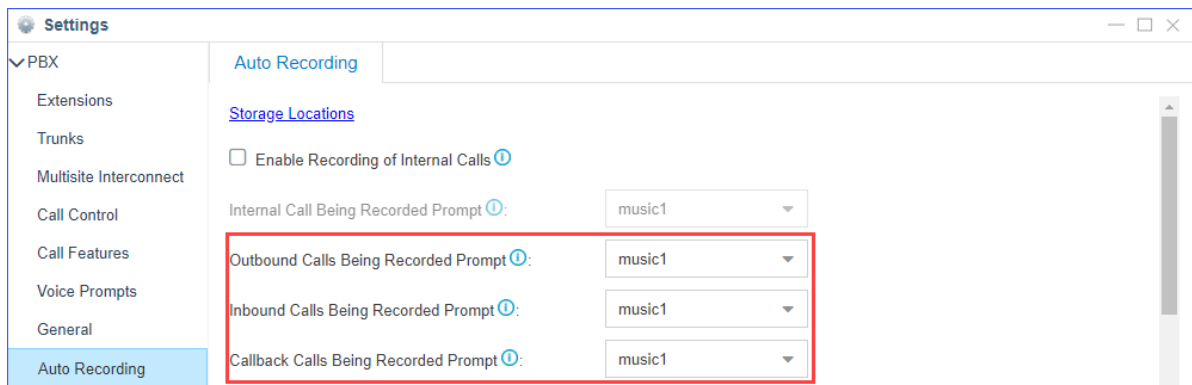 Settings
PBX
Auto Recording
Extensions
Storage Locations
Trunks
Enable Recording of Internal Calls
Multisite Interconnect
Internal Call Being Recorded Prompt : music1
Call Control
Call Features
Outbound Calls Being Recorded Prompt : music1
Voice Prompts
Inbound Calls Being Recorded Prompt : music1
General
Callback Calls Being Recorded Prompt : music1
Auto Recording